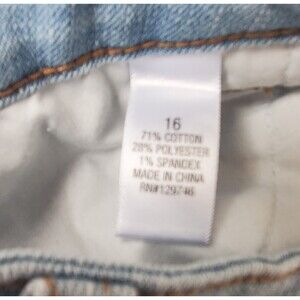 16
71% COTTON
28% POLYESTER
1% SPANDEX
MADE IN CHINA
RN#129746